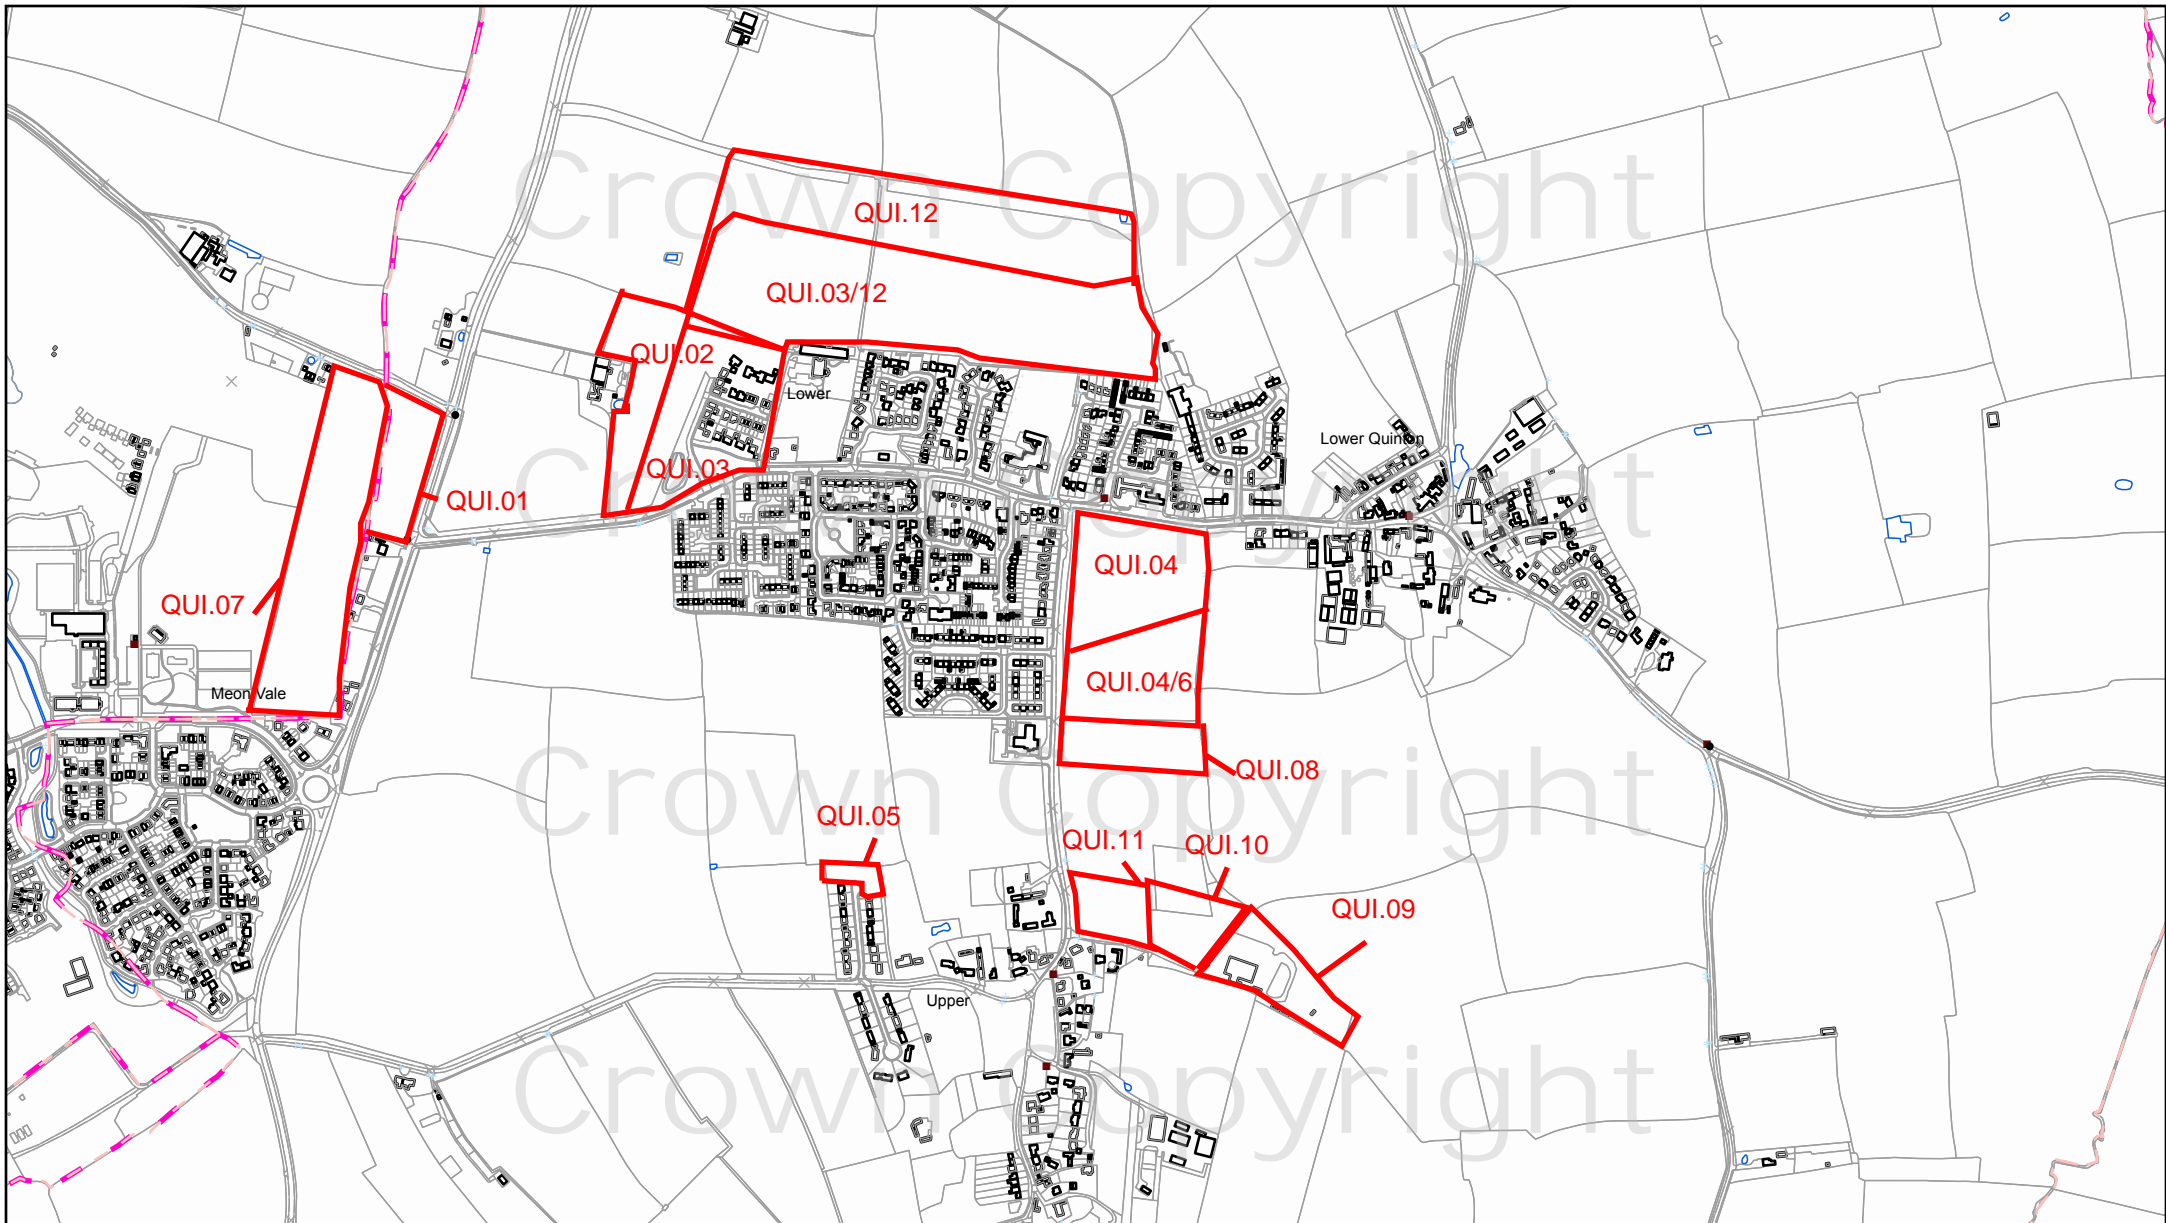 Crown Copyright
QUI.12
QUI.03/12
QUI.02
Lower
Lower Quinton
Crown Copyright
QUI.03
QUI.01
QUI.04
QUI.07
QUI.04/6
Meon Vale
Crown Copyright
QUI.08
QUI.05
QUI.11
QUI.10
QUI.09
Upper
Crown Copyright